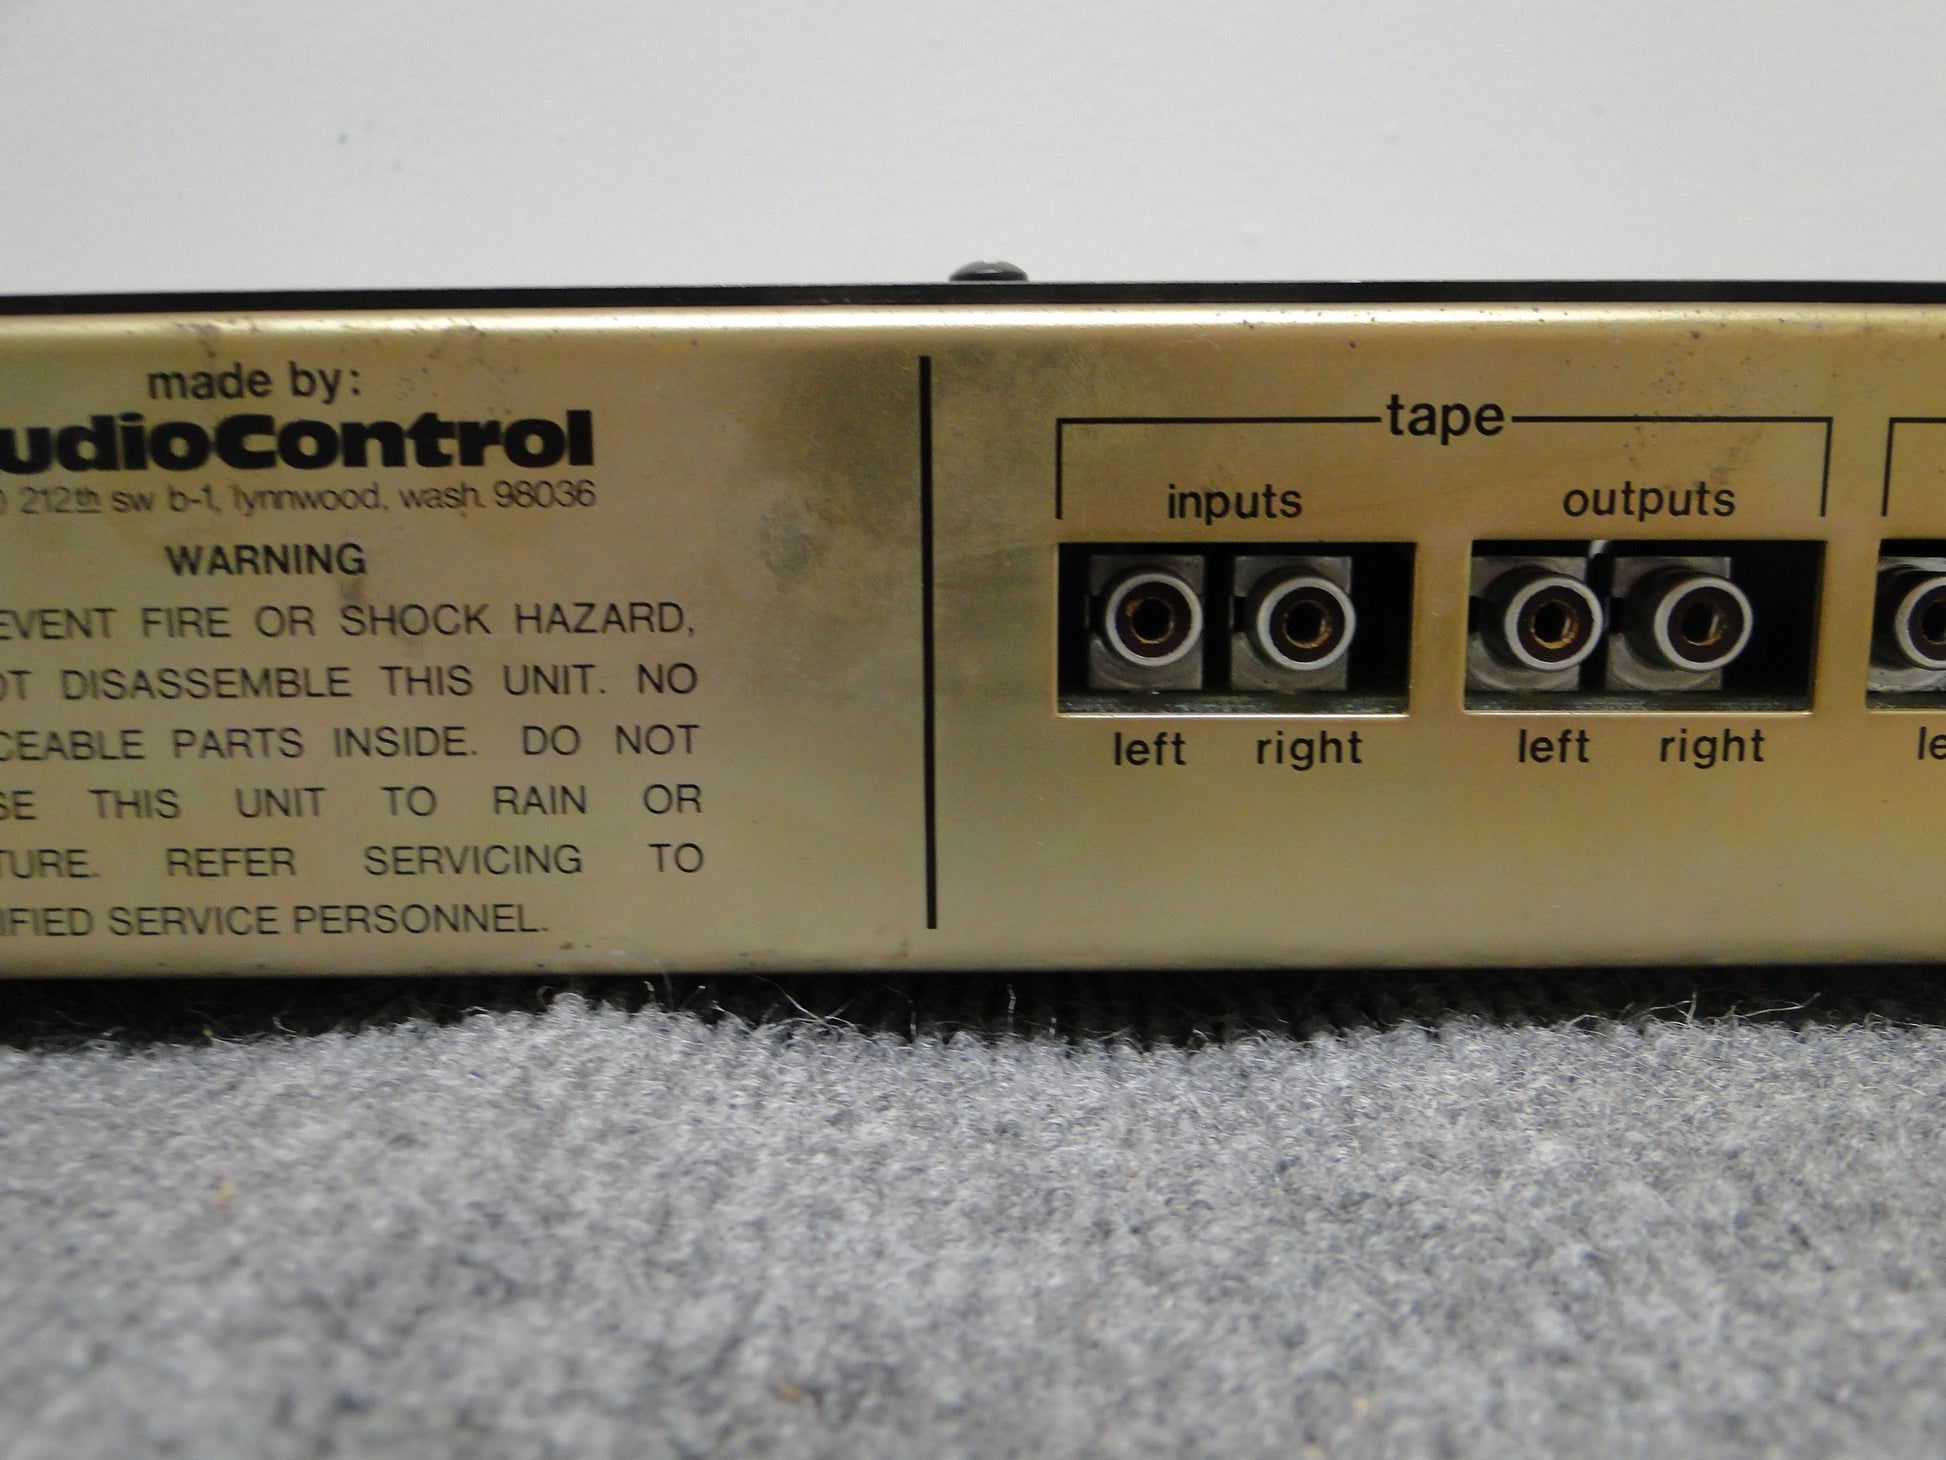 made by:
udioControl
212th sw b-1, lynnwood, wash. 98036
WARNING
EVENT FIRE OR SHOCK HAZARD,
OT DISASSEMBLE THIS UNIT. NO
CEABLE PARTS INSIDE. DO NOT
SE THIS UNIT TO RAIN OR
TURE. REFER SERVICING TO
IFIED SERVICE PERSONNEL.
tape
inputs outputs
left right left right le